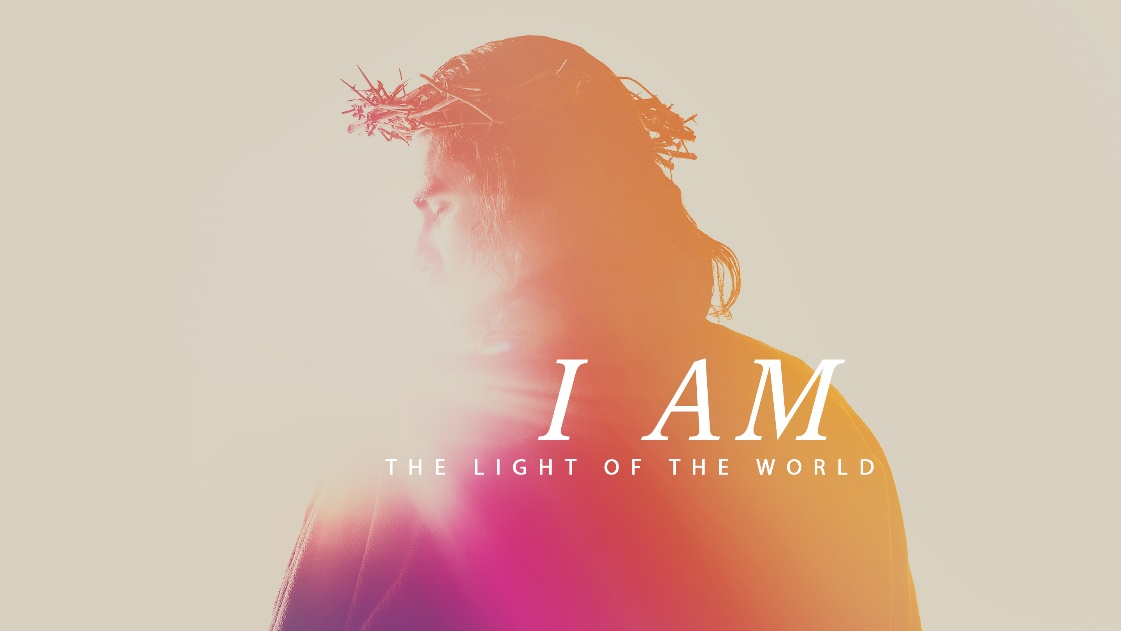 I AM
THE LIGHT OF THE WORLD